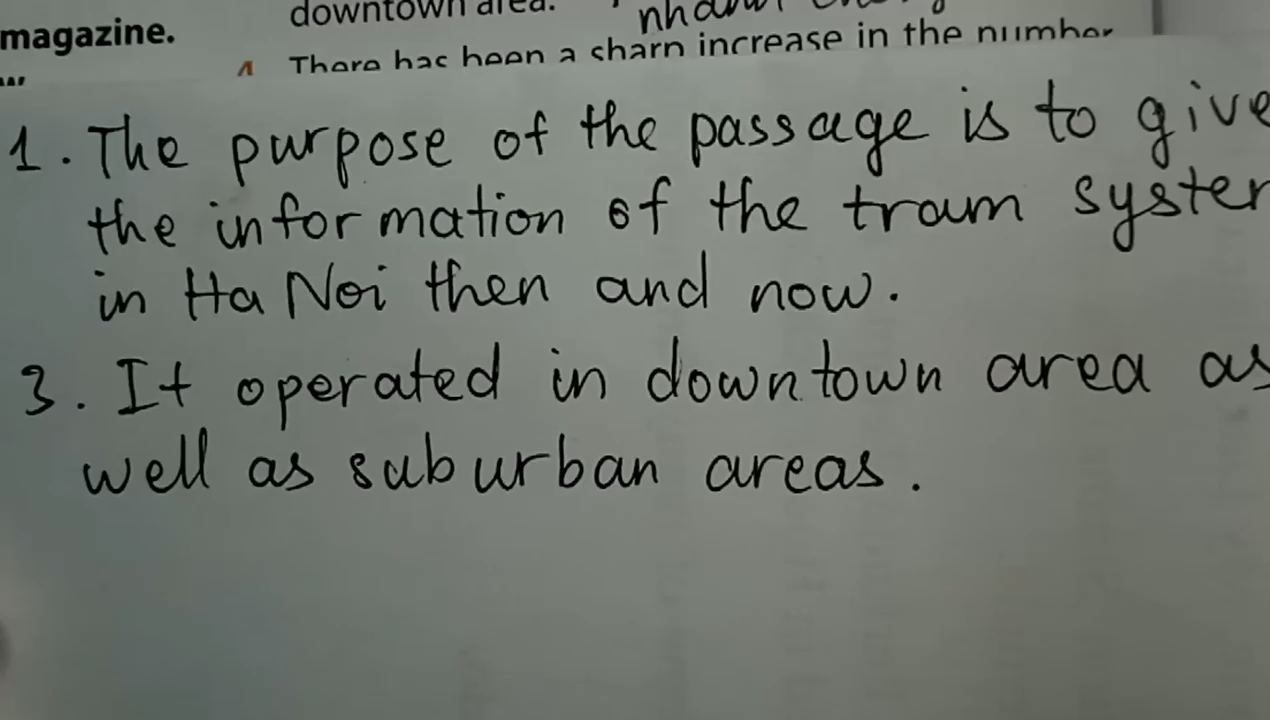 magazine.
downtown area.
4 There has been a sharp increase in the number
1. The purpose of the passage is to give
the information of the tram system
in Ha Noi then and now.
3. It operated in downtown area as
well as suburban areas.